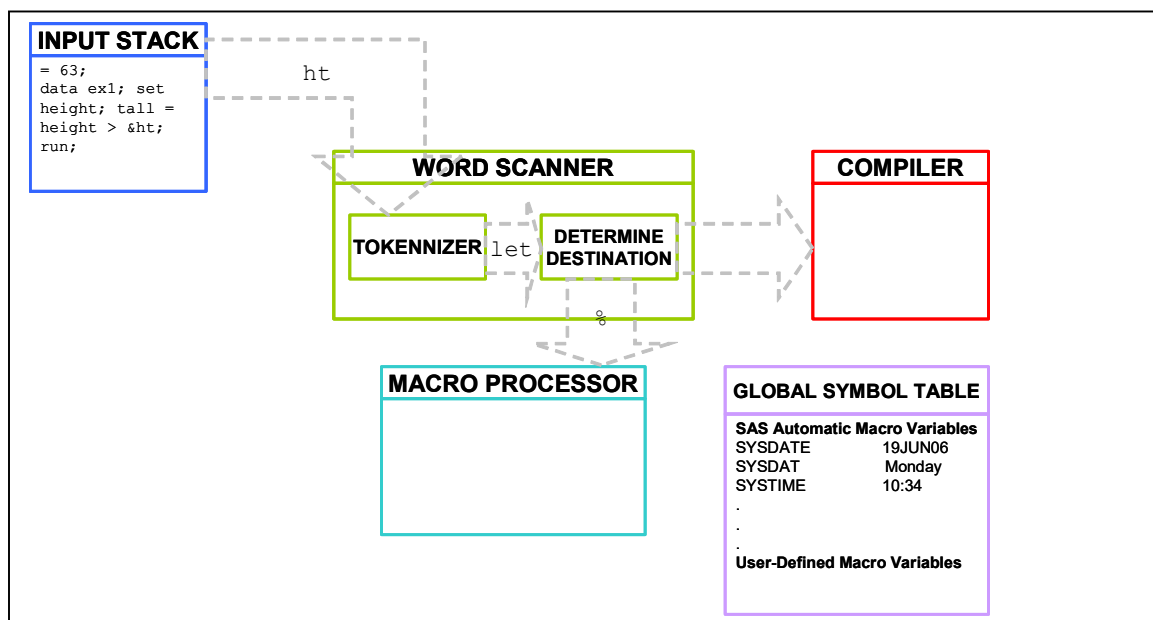 INPUT STACK
= 63;
data ex1; set
height; tall =
height > &ht;
run;
ht
WORD SCANNER
TOKENNIZER
let
DETERMINE
DESTINATION
%
COMPILER
MACRO PROCESSOR
GLOBAL SYMBOL TABLE
SAS Automatic Macro Variables
SYSDATE 19JUN06
SYSDAT Monday
SYSTIME 10:34
.
.
.
User-Defined Macro Variables